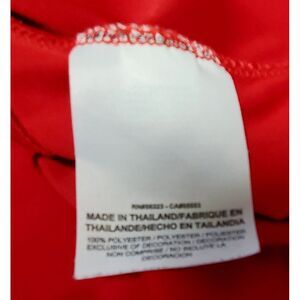 RN#56323 - CA#05553
MADE IN THAILAND/FABRIQUE EN
THAILANDE/HECHO EN TAILANDIA
100% POLYESTER / POLYESTER / POLIESTER
EXCLUSIVE OF DECORATION / DECORATION
NON COMPRISE / NO INCLUYE LA
DECORACION